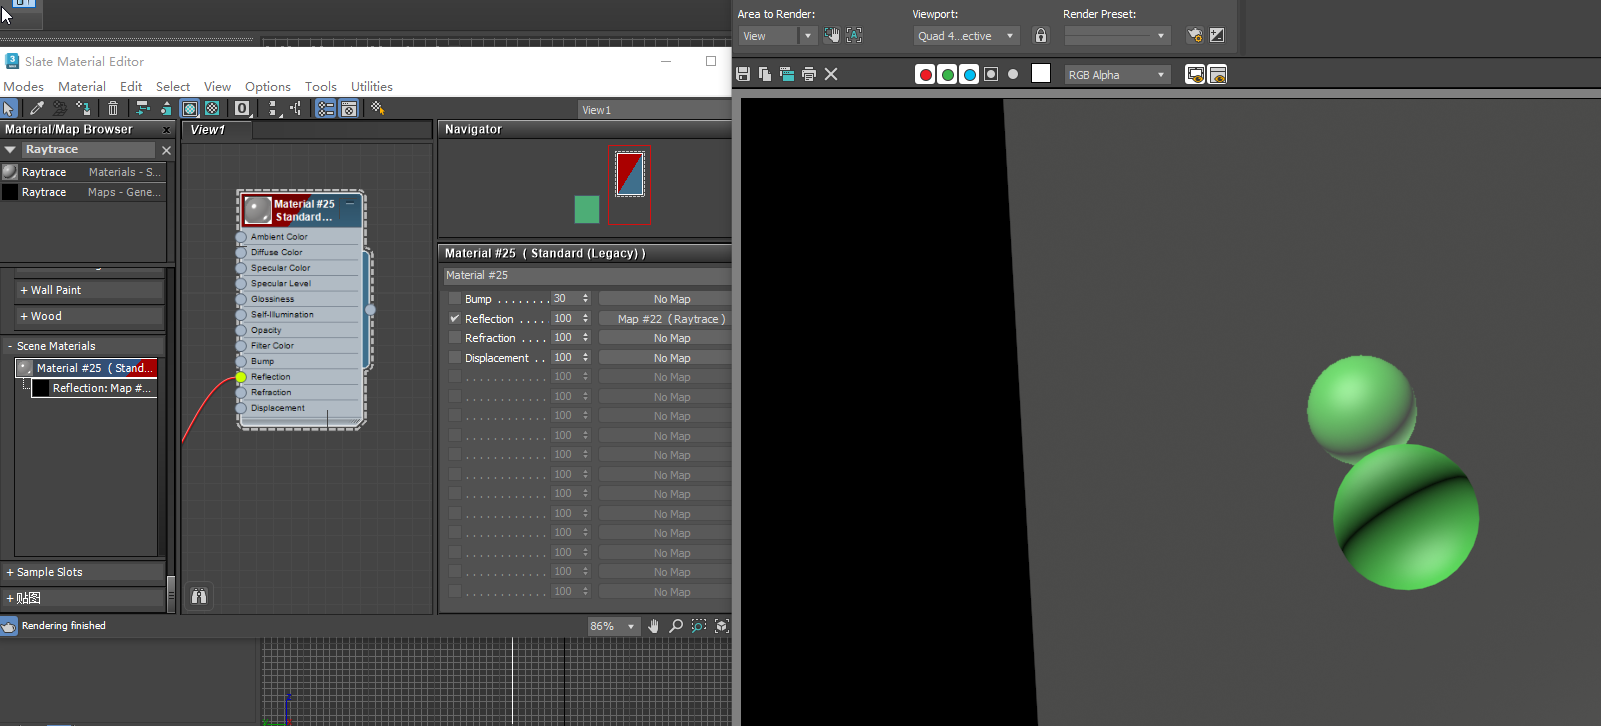 Area to Render:
Viewport:
Render Preset:
View
Quad 4...ective
RGB Alpha
Slate Material Editor
Modes Material Edit Select View Options Tools Utilities
View1
Material/Map Browser x
Raytrace
Raytrace Materials - S...
Raytrace Maps - Gene...
+ Wall Paint
+ Wood
- Scene Materials
Material #25 ( Stand...
Reflection: Map #...
+ Sample Slots
+ 贴图
Rendering finished
View1
Material #25
Standard ...
Ambient Color
Diffuse Color
Specular Color
Specular Level
Glossiness
Self-Illumination
Opacity
Filter Color
Bump
Reflection
Refraction
Displacement
Navigator
Material #25 ( Standard (Legacy) )
Material #25
Bump . . . . . . . . 30 No Map
Reflection . . . . 100 Map #22 ( Raytrace )
Refraction . . . . 100 No Map
Displacement . . 100 No Map
. . . . . . . . . . . . 100 No Map
. . . . . . . . . . . . 100 No Map
. . . . . . . . . . . . 100 No Map
. . . . . . . . . . . . 100 No Map
. . . . . . . . . . . . 100 No Map
. . . . . . . . . . . . 100 No Map
. . . . . . . . . . . . 100 No Map
. . . . . . . . . . . . 100 No Map
. . . . . . . . . . . . 100 No Map
. . . . . . . . . . . . 100 No Map
. . . . . . . . . . . . 100 No Map
. . . . . . . . . . . . 100 No Map
86%